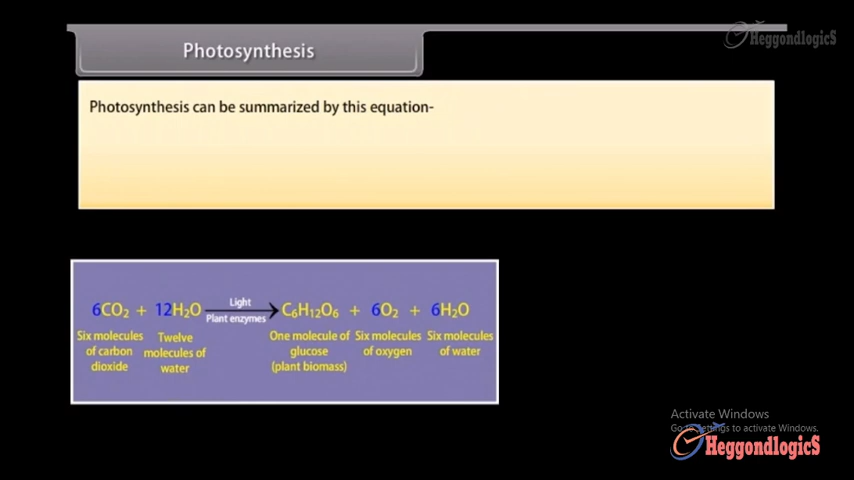 HeggondlogicS
Photosynthesis
Photosynthesis can be summarized by this equation-
6CO₂ + 12H₂O Light Plant enzymes → C₆H₁₂O₆ + 6O₂ + 6H₂O
Six molecules of carbon dioxide
Twelve molecules of water
One molecule of glucose (plant biomass)
Six molecules of oxygen
Six molecules of water
Activate Windows
Go to Settings to activate Windows.
HeggondlogicS